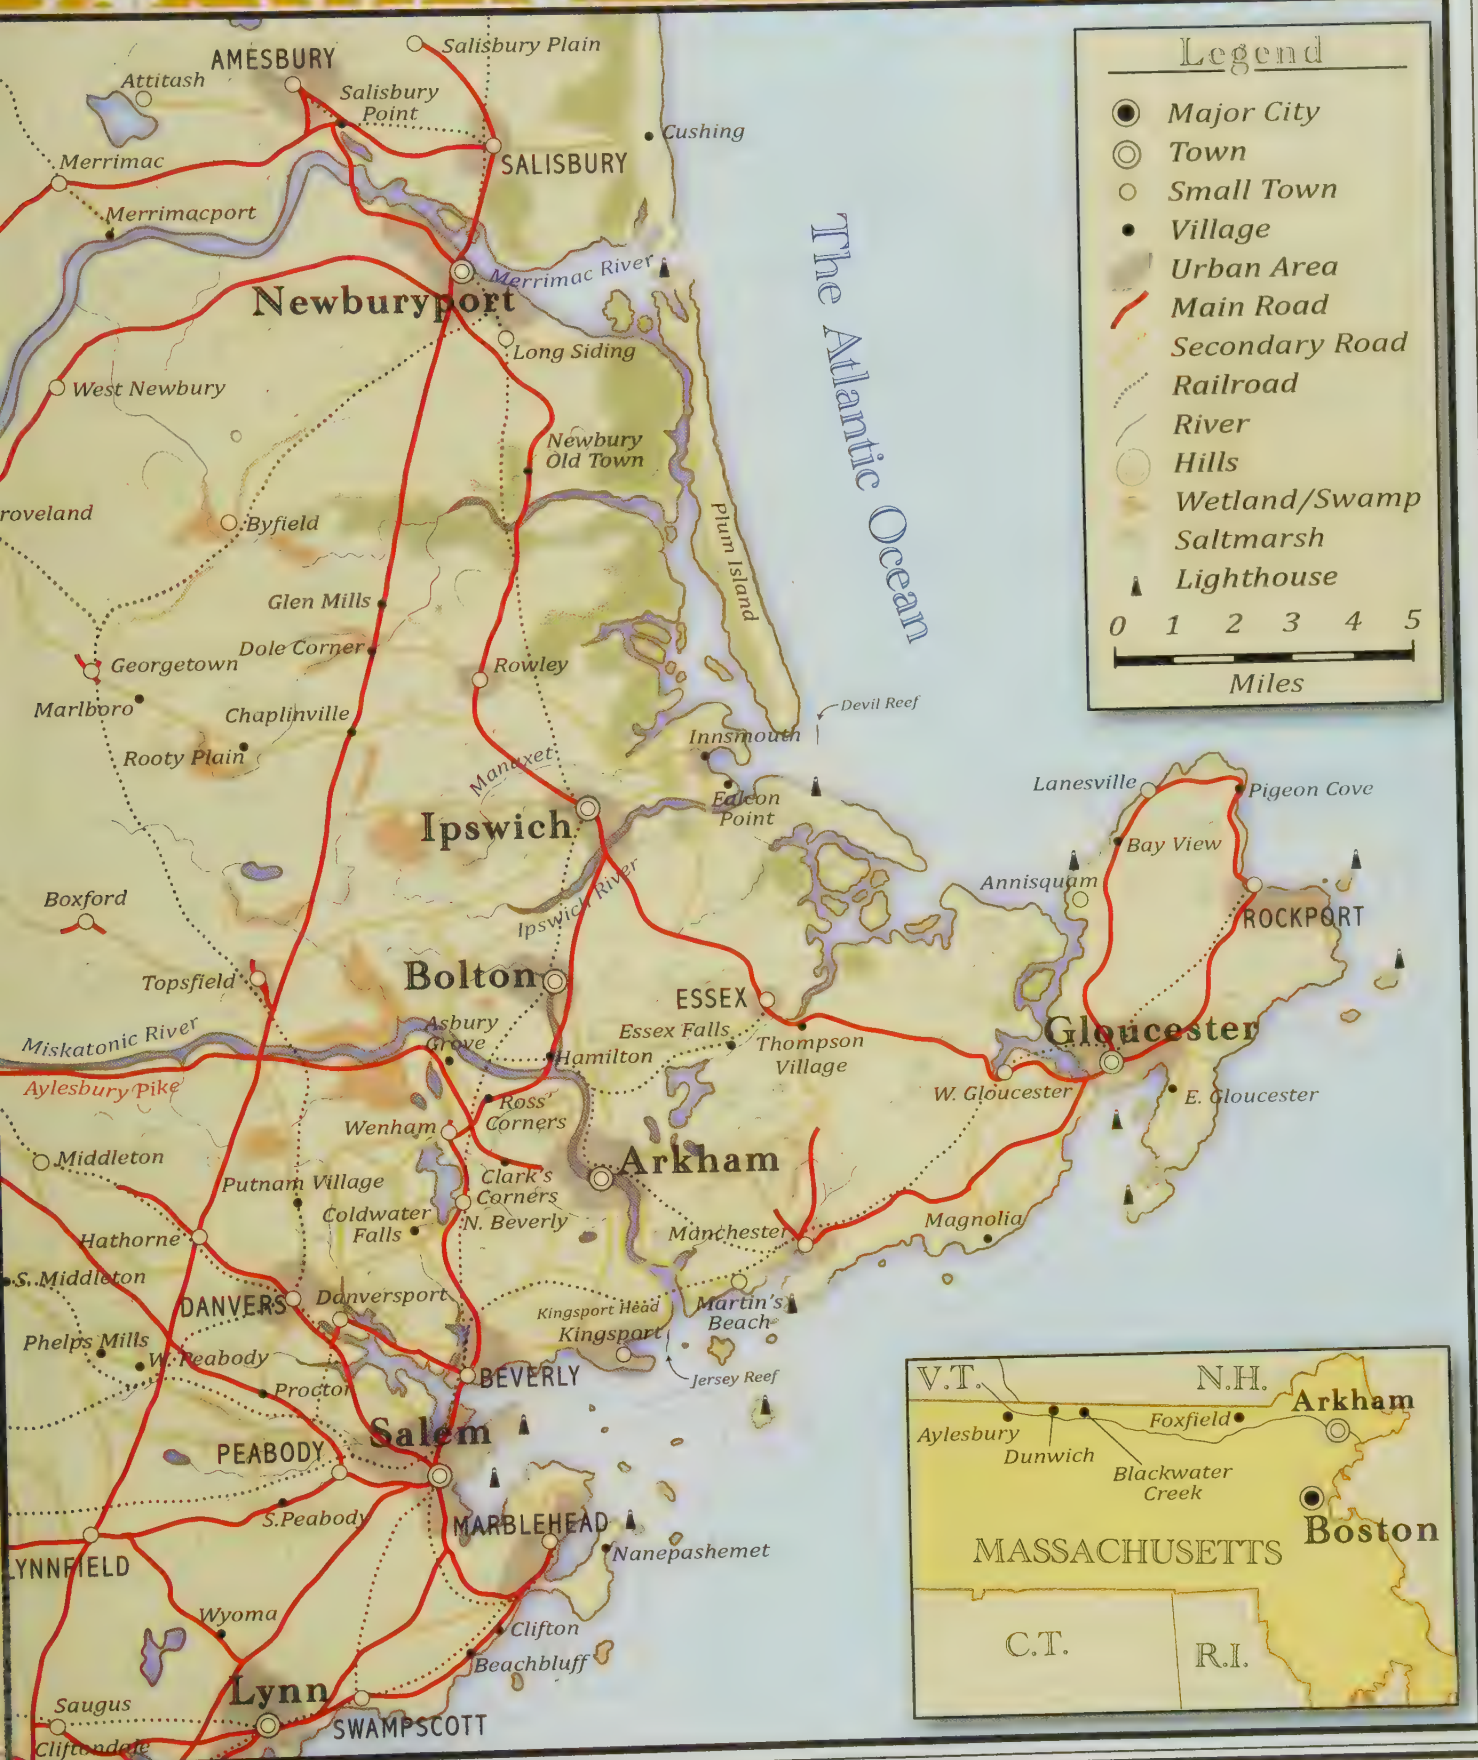 AMESBURY
Salisbury Plain
Attitash
Salisbury
Point
Cushing
SALISBURY
Merrimac
Merrimacport
Merrimac River
Newburyport
Long Siding
West Newbury
Newbury
Old Town
roveland
Byfield
Plum Island
The Atlantic Ocean
Glen Mills
Dole Corner
Georgetown
Rowley
Marlboro
Chaplinville
Rooty Plain
Devil Reef
Innsmouth
Manuxet
Falcon
Point
Ipswich
Lanesville
Pigeon Cove
Bay View
Annisquam
Ipswich River
Boxford
ROCKPORT
Topsfield
Bolton
ESSEX
Miskatonic River
Asbury
Grove
Essex Falls
Thompson
Village
Gloucester
Hamilton
Aylesbury Pike
W. Gloucester
E. Gloucester
Ross'
Corners
Wenham
Middleton
Arkham
Putnam Village
Clark's
Corners
Coldwater
Falls
N. Beverly
Manchester
Magnolia
Hathorne
S. Middleton
DANVERS
Danversport
Kingsport Head
Kingsport
Martin's
Beach
Phelps Mills
W. Peabody
Proctor
BEVERLY
Jersey Reef
Salem
PEABODY
S.Peabody
MARBLEHEAD
Nanepashemet
LYNNFIELD
Wyoma
Clifton
Beachbluff
Lynn
Saugus
SWAMPSCOTT
Cliftondale
Legend
Major City
Town
Small Town
Village
Urban Area
Main Road
Secondary Road
Railroad
River
Hills
Wetland/Swamp
Saltmarsh
Lighthouse
0 1 2 3 4 5
Miles
V.T.
N.H.
Arkham
Aylesbury
Foxfield
Dunwich
Blackwater
Creek
Boston
MASSACHUSETTS
C.T.
R.I.